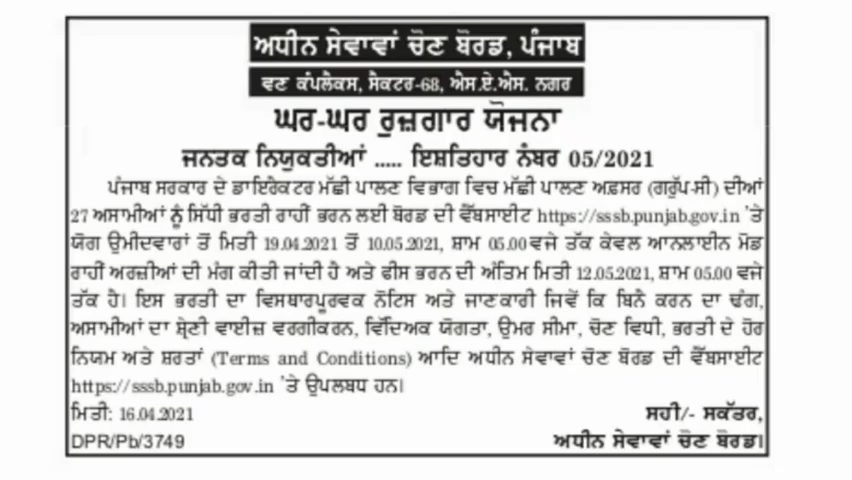 ਅਧੀਨ ਸੇਵਾਵਾਂ ਚੋਣ ਬੋਰਡ, ਪੰਜਾਬ
ਵਣ ਕੰਪਲੈਕਸ, ਸੈਕਟਰ-68, ਐਸ.ਏ.ਐਸ. ਨਗਰ
ਘਰ-ਘਰ ਰੁਜ਼ਗਾਰ ਯੋਜਨਾ
ਜਨਤਕ ਨਿਯੁਕਤੀਆਂ ..... ਇਸ਼ਤਿਹਾਰ ਨੰਬਰ 05/2021
ਪੰਜਾਬ ਸਰਕਾਰ ਦੇ ਡਾਇਰੈਕਟਰ ਮੱਛੀ ਪਾਲਣ ਵਿਭਾਗ ਵਿਚ ਮੱਛੀ ਪਾਲਣ ਅਫ਼ਸਰ (ਗਰੁੱਪ-ਸੀ) ਦੀਆਂ
27 ਅਸਾਮੀਆਂ ਨੂੰ ਸਿੱਧੀ ਭਰਤੀ ਰਾਹੀਂ ਭਰਨ ਲਈ ਬੋਰਡ ਦੀ ਵੈੱਬਸਾਈਟ https://sssb.punjab.gov.in 'ਤੇ
ਯੋਗ ਉਮੀਦਵਾਰਾਂ ਤੋਂ ਮਿਤੀ 19.04.2021 ਤੋਂ 10.05.2021, ਸ਼ਾਮ 05.00 ਵਜੇ ਤੱਕ ਕੇਵਲ ਆਨਲਾਈਨ ਮੋਡ
ਰਾਹੀਂ ਅਰਜ਼ੀਆਂ ਦੀ ਮੰਗ ਕੀਤੀ ਜਾਂਦੀ ਹੈ ਅਤੇ ਫੀਸ ਭਰਨ ਦੀ ਅੰਤਿਮ ਮਿਤੀ 12.05.2021, ਸ਼ਾਮ 05.00 ਵਜੇ
ਤੱਕ ਹੈ। ਇਸ ਭਰਤੀ ਦਾ ਵਿਸਥਾਰਪੂਰਵਕ ਨੋਟਿਸ ਅਤੇ ਜਾਣਕਾਰੀ ਜਿਵੇਂ ਕਿ ਬਿਨੈ ਕਰਨ ਦਾ ਢੰਗ,
ਅਸਾਮੀਆਂ ਦਾ ਸ਼੍ਰੇਣੀ ਵਾਈਜ਼ ਵਰਗੀਕਰਨ, ਵਿੱਦਿਅਕ ਯੋਗਤਾ, ਉਮਰ ਸੀਮਾ, ਚੋਣ ਵਿਧੀ, ਭਰਤੀ ਦੇ ਹੋਰ
ਨਿਯਮ ਅਤੇ ਸ਼ਰਤਾਂ (Terms and Conditions) ਆਦਿ ਅਧੀਨ ਸੇਵਾਵਾਂ ਚੋਣ ਬੋਰਡ ਦੀ ਵੈੱਬਸਾਈਟ
https://sssb.punjab.gov.in 'ਤੇ ਉਪਲਬਧ ਹਨ।
ਮਿਤੀ: 16.04.2021 ਸਹੀ/- ਸਕੱਤਰ,
DPR/Pb/3749 ਅਧੀਨ ਸੇਵਾਵਾਂ ਚੋਣ ਬੋਰਡ।